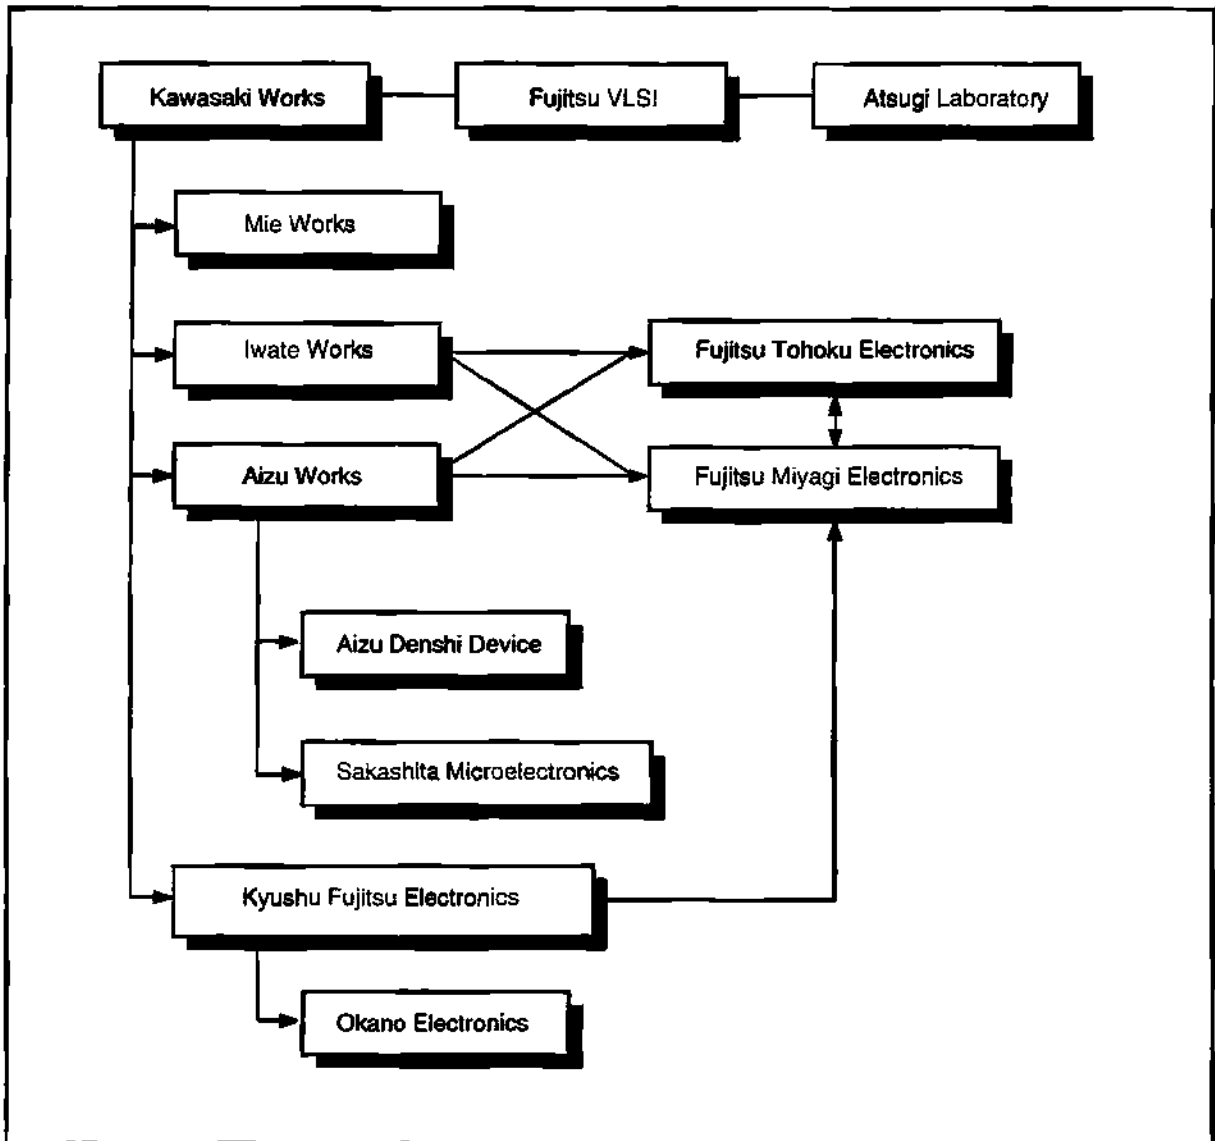 Kawasaki Works
Fujitsu VLSI
Atsugi Laboratory
Mie Works
Iwate Works
Fujitsu Tohoku Electronics
Aizu Works
Fujitsu Miyagi Electronics
Aizu Denshi Device
Sakashita Microelectronics
Kyushu Fujitsu Electronics
Okano Electronics